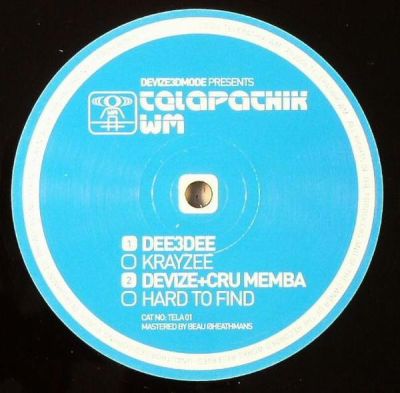 DEVIZE3DMODE PRESENTS
TELAPATHIK
WM
1 DEE3DEE
KRAYZEE
2 DEVIZE+CRU MEMBA
HARD TO FIND
CAT NO: TELA 01
MASTERED BY BEAU @HEATHMANS